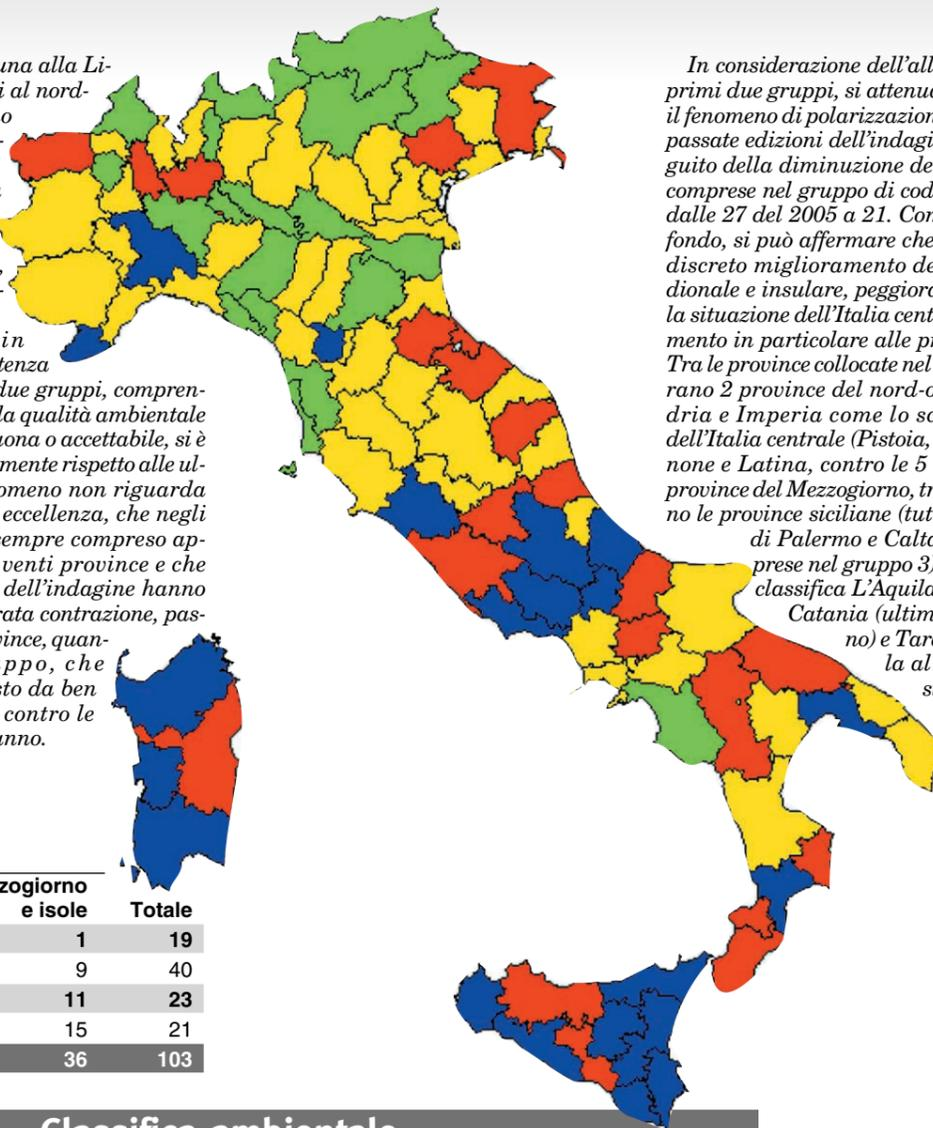 una alla Li-
i al nord-
o
in
tenza
due gruppi, compren-
la qualità ambientale
uona o accettabile, si è
mente rispetto alle ul-
omeno non riguarda
eccellenza, che negli
sempre compreso ap-
venti province e che
dell'indagine hanno
rata contrazione, pas-
vince, quan-
ppo, che
sto da ben
contro le
anno.
In considerazione dell'all
primi due gruppi, si attenua
il fenomeno di polarizzazion
passate edizioni dell'indagi
guito della diminuzione de
comprese nel gruppo di cod
dalle 27 del 2005 a 21. Con
fondo, si può affermare che
discreto miglioramento de
dionale e insulare, peggiora
la situazione dell'Italia cent
mento in particolare alle pr
Tra le province collocate nel
rano 2 province del nord-o
dria e Imperia come lo sc
dell'Italia centrale (Pistoia,
none e Latina, contro le 5
province del Mezzogiorno, tr
no le province siciliane (tut
di Palermo e Calta
prese nel gruppo 3)
classifica L'Aquila
Catania (ultim
no) e Tara
la al
s
zogiorno
e isole Totale
1 19
9 40
11 23
15 21
36 103
Classifica ambientale